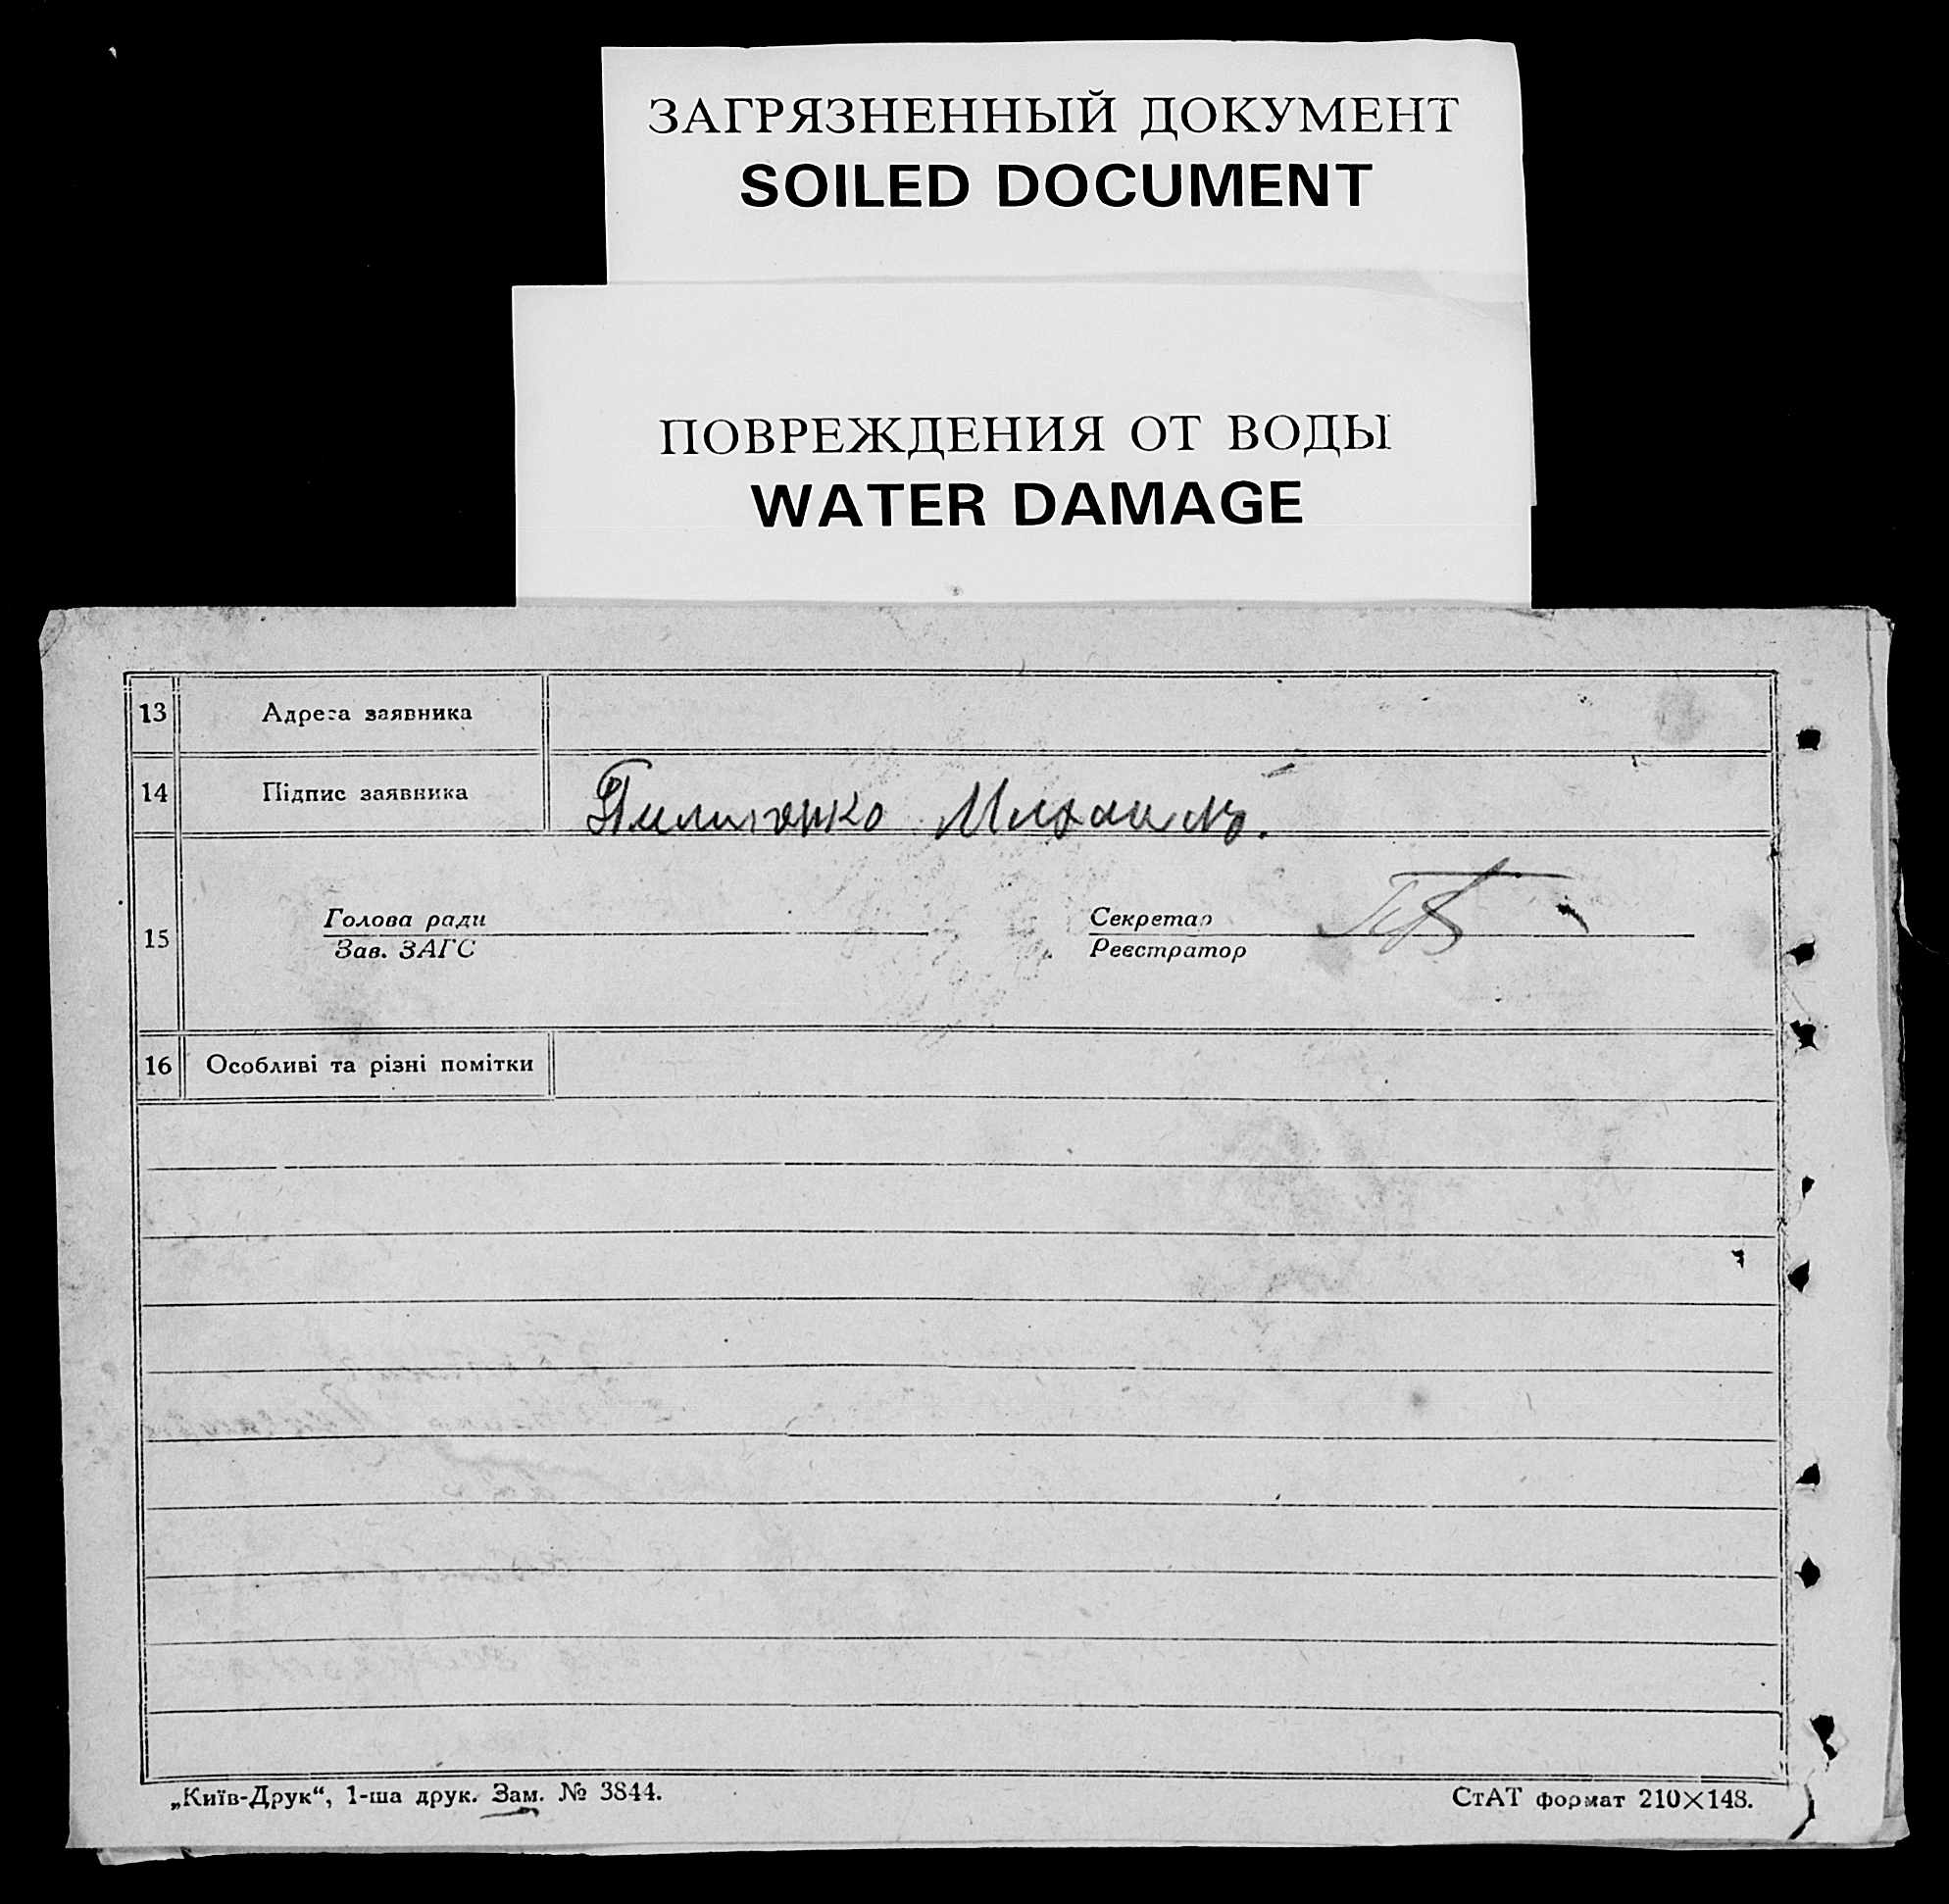 ЗАГРЯЗНЕННЫЙ ДОКУМЕНТ
SOILED DOCUMENT
ПОВРЕЖДЕНИЯ ОТ ВОДЫ
WATER DAMAGE
13 Адреса заявника
14 Підпис заявника Михаилъ.
Голова ради Секретар
15
Зав. ЗАГС Реєстратор
16 Особливі та різні помітки
„Київ-Друк“, 1-ша друк. Зам. № 3844. СтАТ формат 210×148.